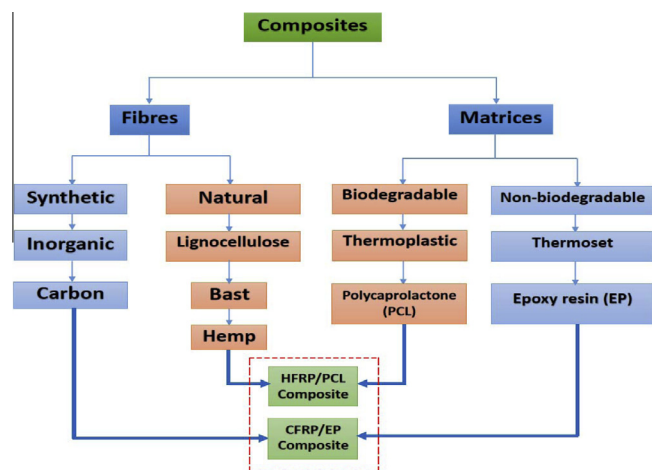 Composites
Fibres
Matrices
Synthetic
Natural
Biodegradable
Non-biodegradable
Inorganic
Lignocellulose
Thermoplastic
Thermoset
Carbon
Bast
Polycaprolactone
(PCL)
Epoxy resin (EP)
Hemp
HFRP/PCL
Composite
CFRP/EP
Composite